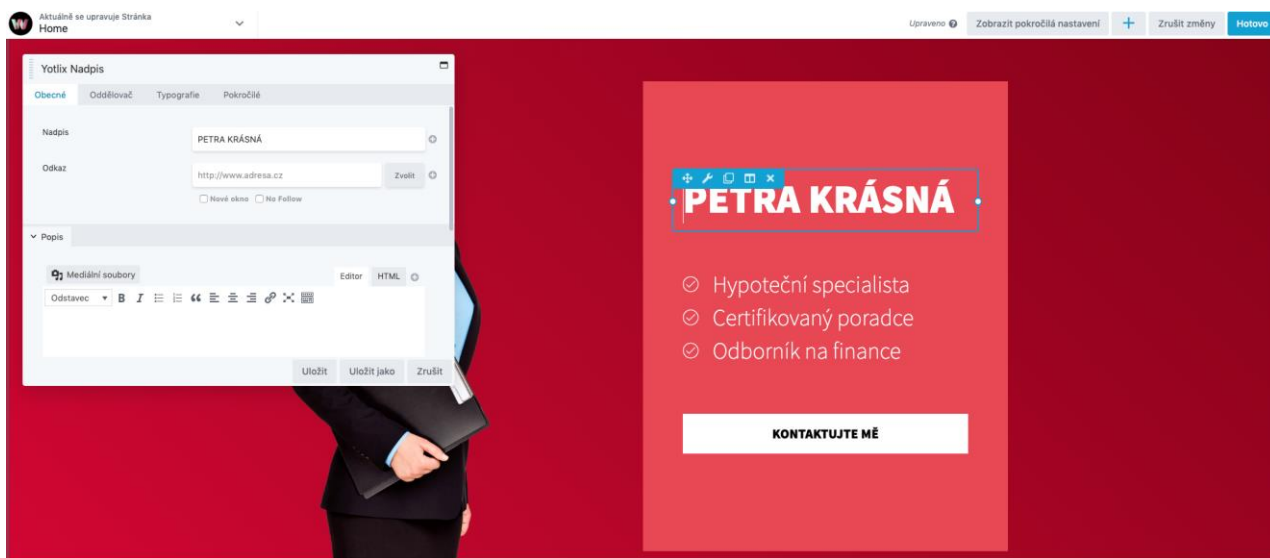 Aktuálně se upravuje Stránka
Home
Upraveno
Zobrazit pokročilá nastavení
Zrušit změny
Hotovo
Yotlix Nadpis
Obecné Oddělovač Typografie Pokročilé
Nadpis
PETRA KRÁSNÁ
Odkaz
http://www.adresa.cz
Zvolit
Nové okno No Follow
Popis
Mediální soubory
Editor HTML
Odstavec B I
Uložit Uložit jako Zrušit
PETRA KRÁSNÁ
Hypoteční specialista
Certifikovaný poradce
Odborník na finance
KONTAKTUJTE MĚ